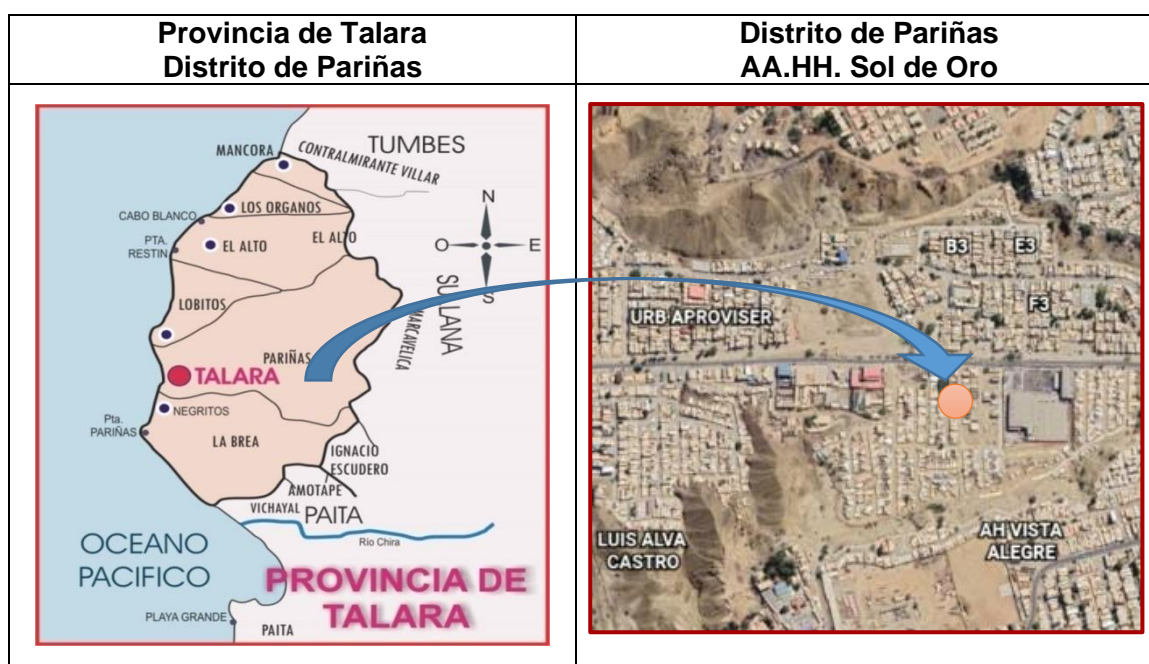 Provincia de Talara
Distrito de Pariñas
Distrito de Pariñas
AA.HH. Sol de Oro
TUMBES
MANCORA
CONTRALMIRANTE VILLAR
LOS ORGANOS
CABO BLANCO
PTA.
RESTIN
EL ALTO
EL ALTO
N
O
E
S
LOBITOS
SULLANA
MARCAVELICA
PARIÑAS
TALARA
NEGRITOS
Pta.
PARIÑAS
LA BREA
IGNACIO
ESCUDERO
AMOTAPE
VICHAYAL
PAITA
Río Chira
OCEANO
PACIFICO
PROVINCIA DE
TALARA
PLAYA GRANDE
PAITA
B3
E3
F3
URB APROVISER
LUIS ALVA
CASTRO
AH VISTA
ALEGRE